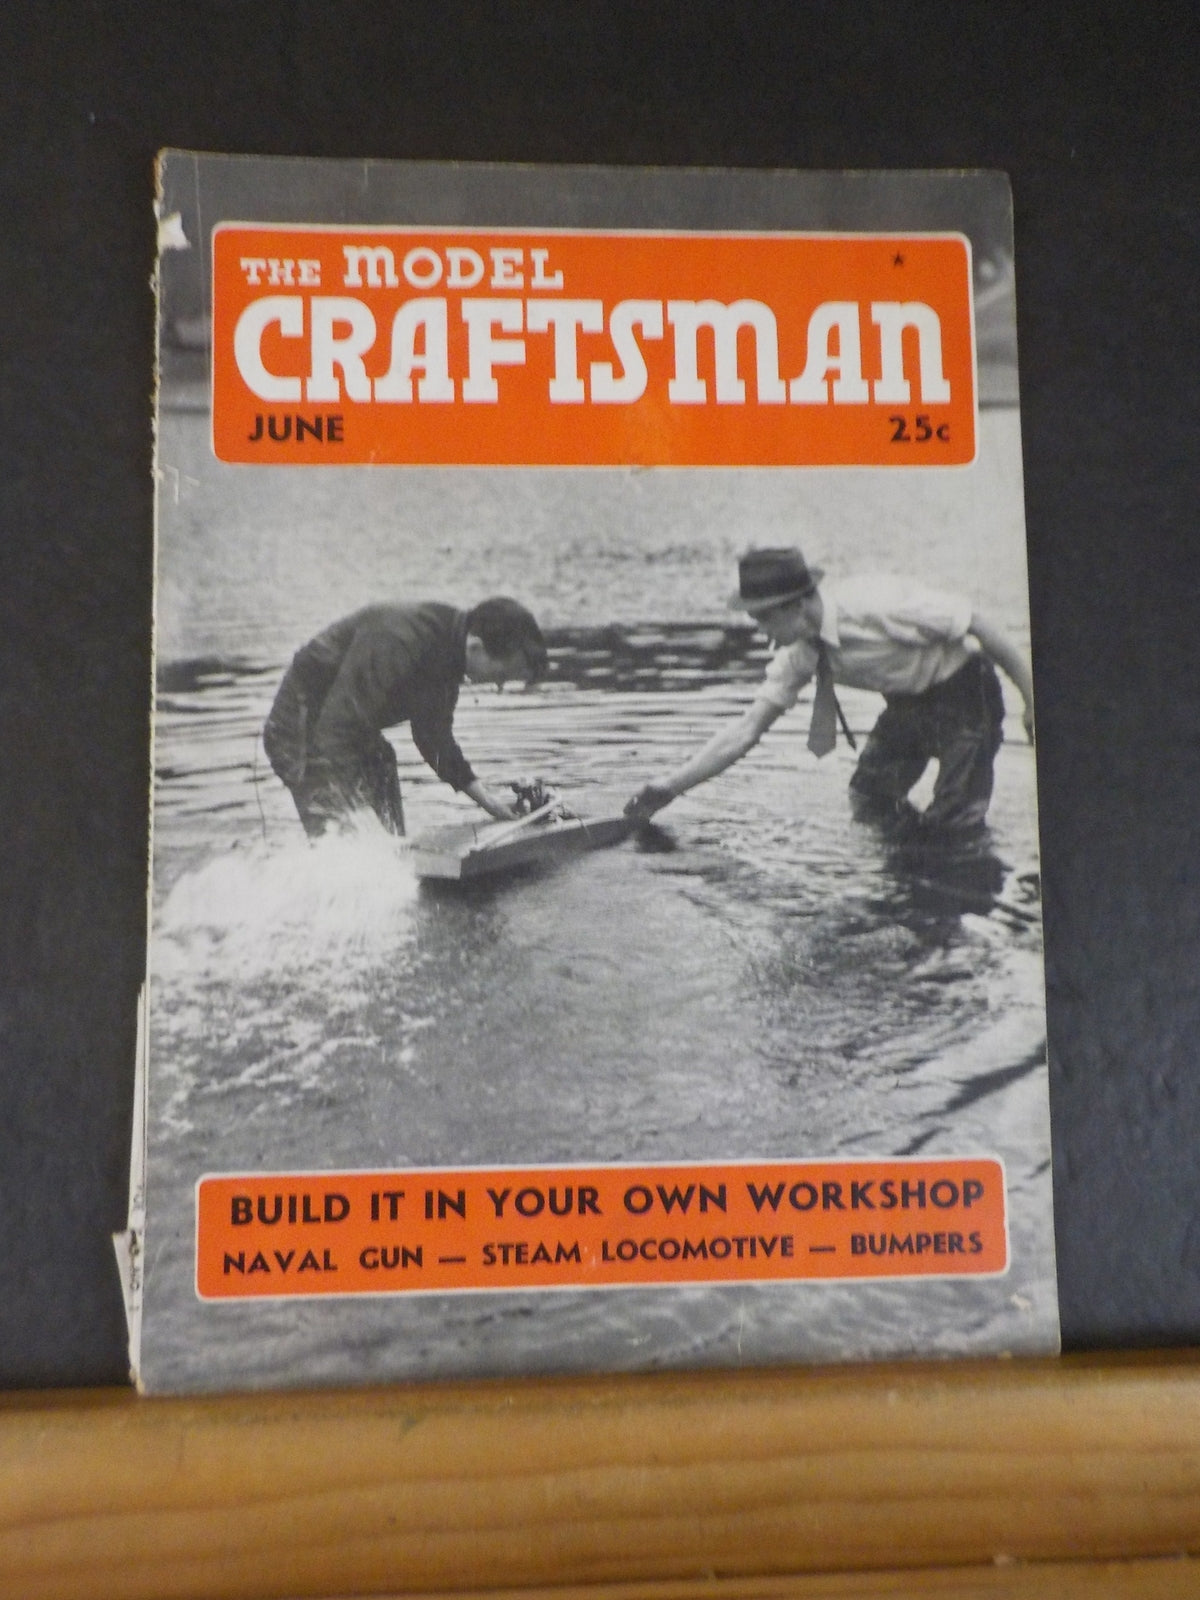 THE MODEL
CRAFTSMAN
JUNE 25c
BUILD IT IN YOUR OWN WORKSHOP
NAVAL GUN — STEAM LOCOMOTIVE — BUMPERS